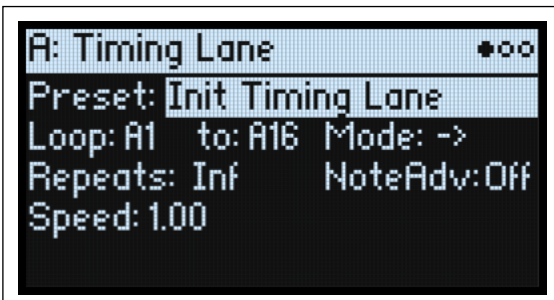 A: Timing Lane
Preset: Init Timing Lane
Loop: A1 to: A16 Mode: ->
Repeats: Inf NoteAdv: Off
Speed: 1.00